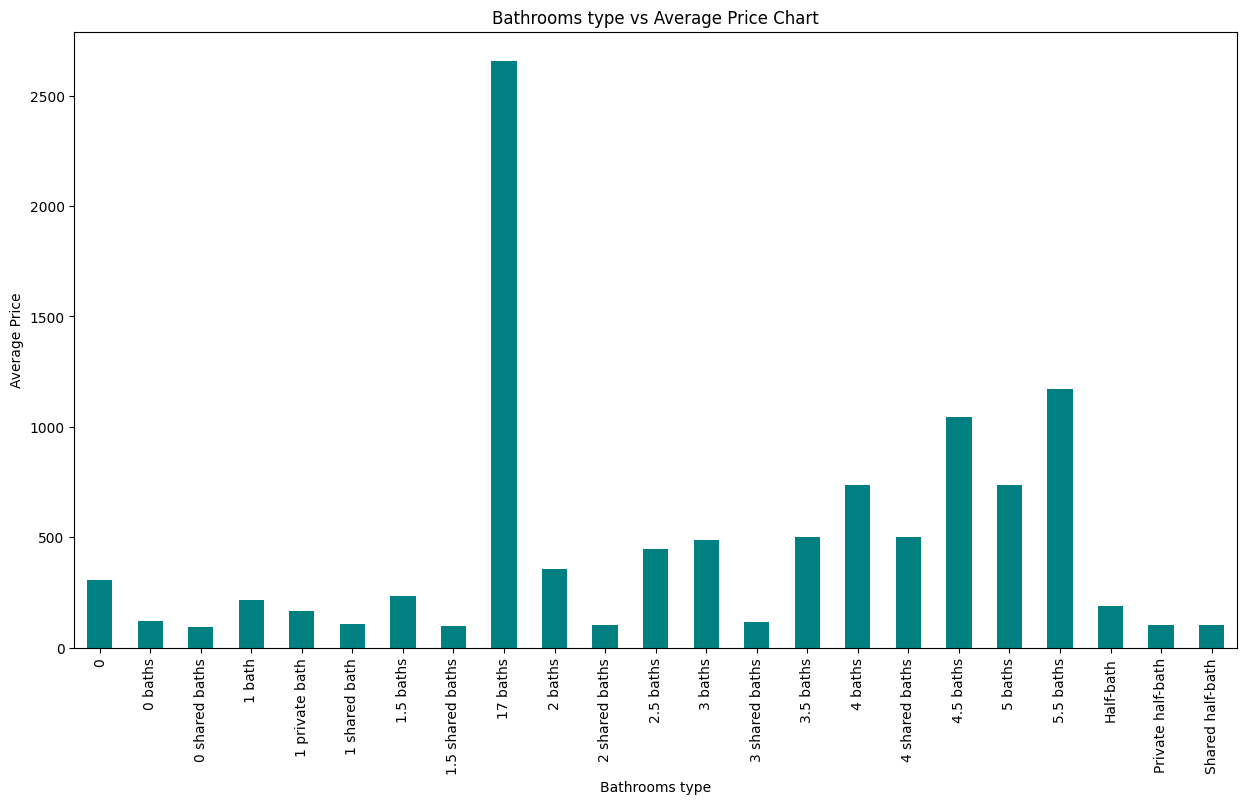 Bathrooms type vs Average Price Chart
Average Price
2500
2000
1500
1000
500
0
0
0 baths
0 shared baths
1 bath
1 private bath
1 shared bath
1.5 baths
1.5 shared baths
17 baths
2 baths
2 shared baths
2.5 baths
3 baths
3 shared baths
3.5 baths
4 baths
4 shared baths
4.5 baths
5 baths
5.5 baths
Half-bath
Private half-bath
Shared half-bath
Bathrooms type